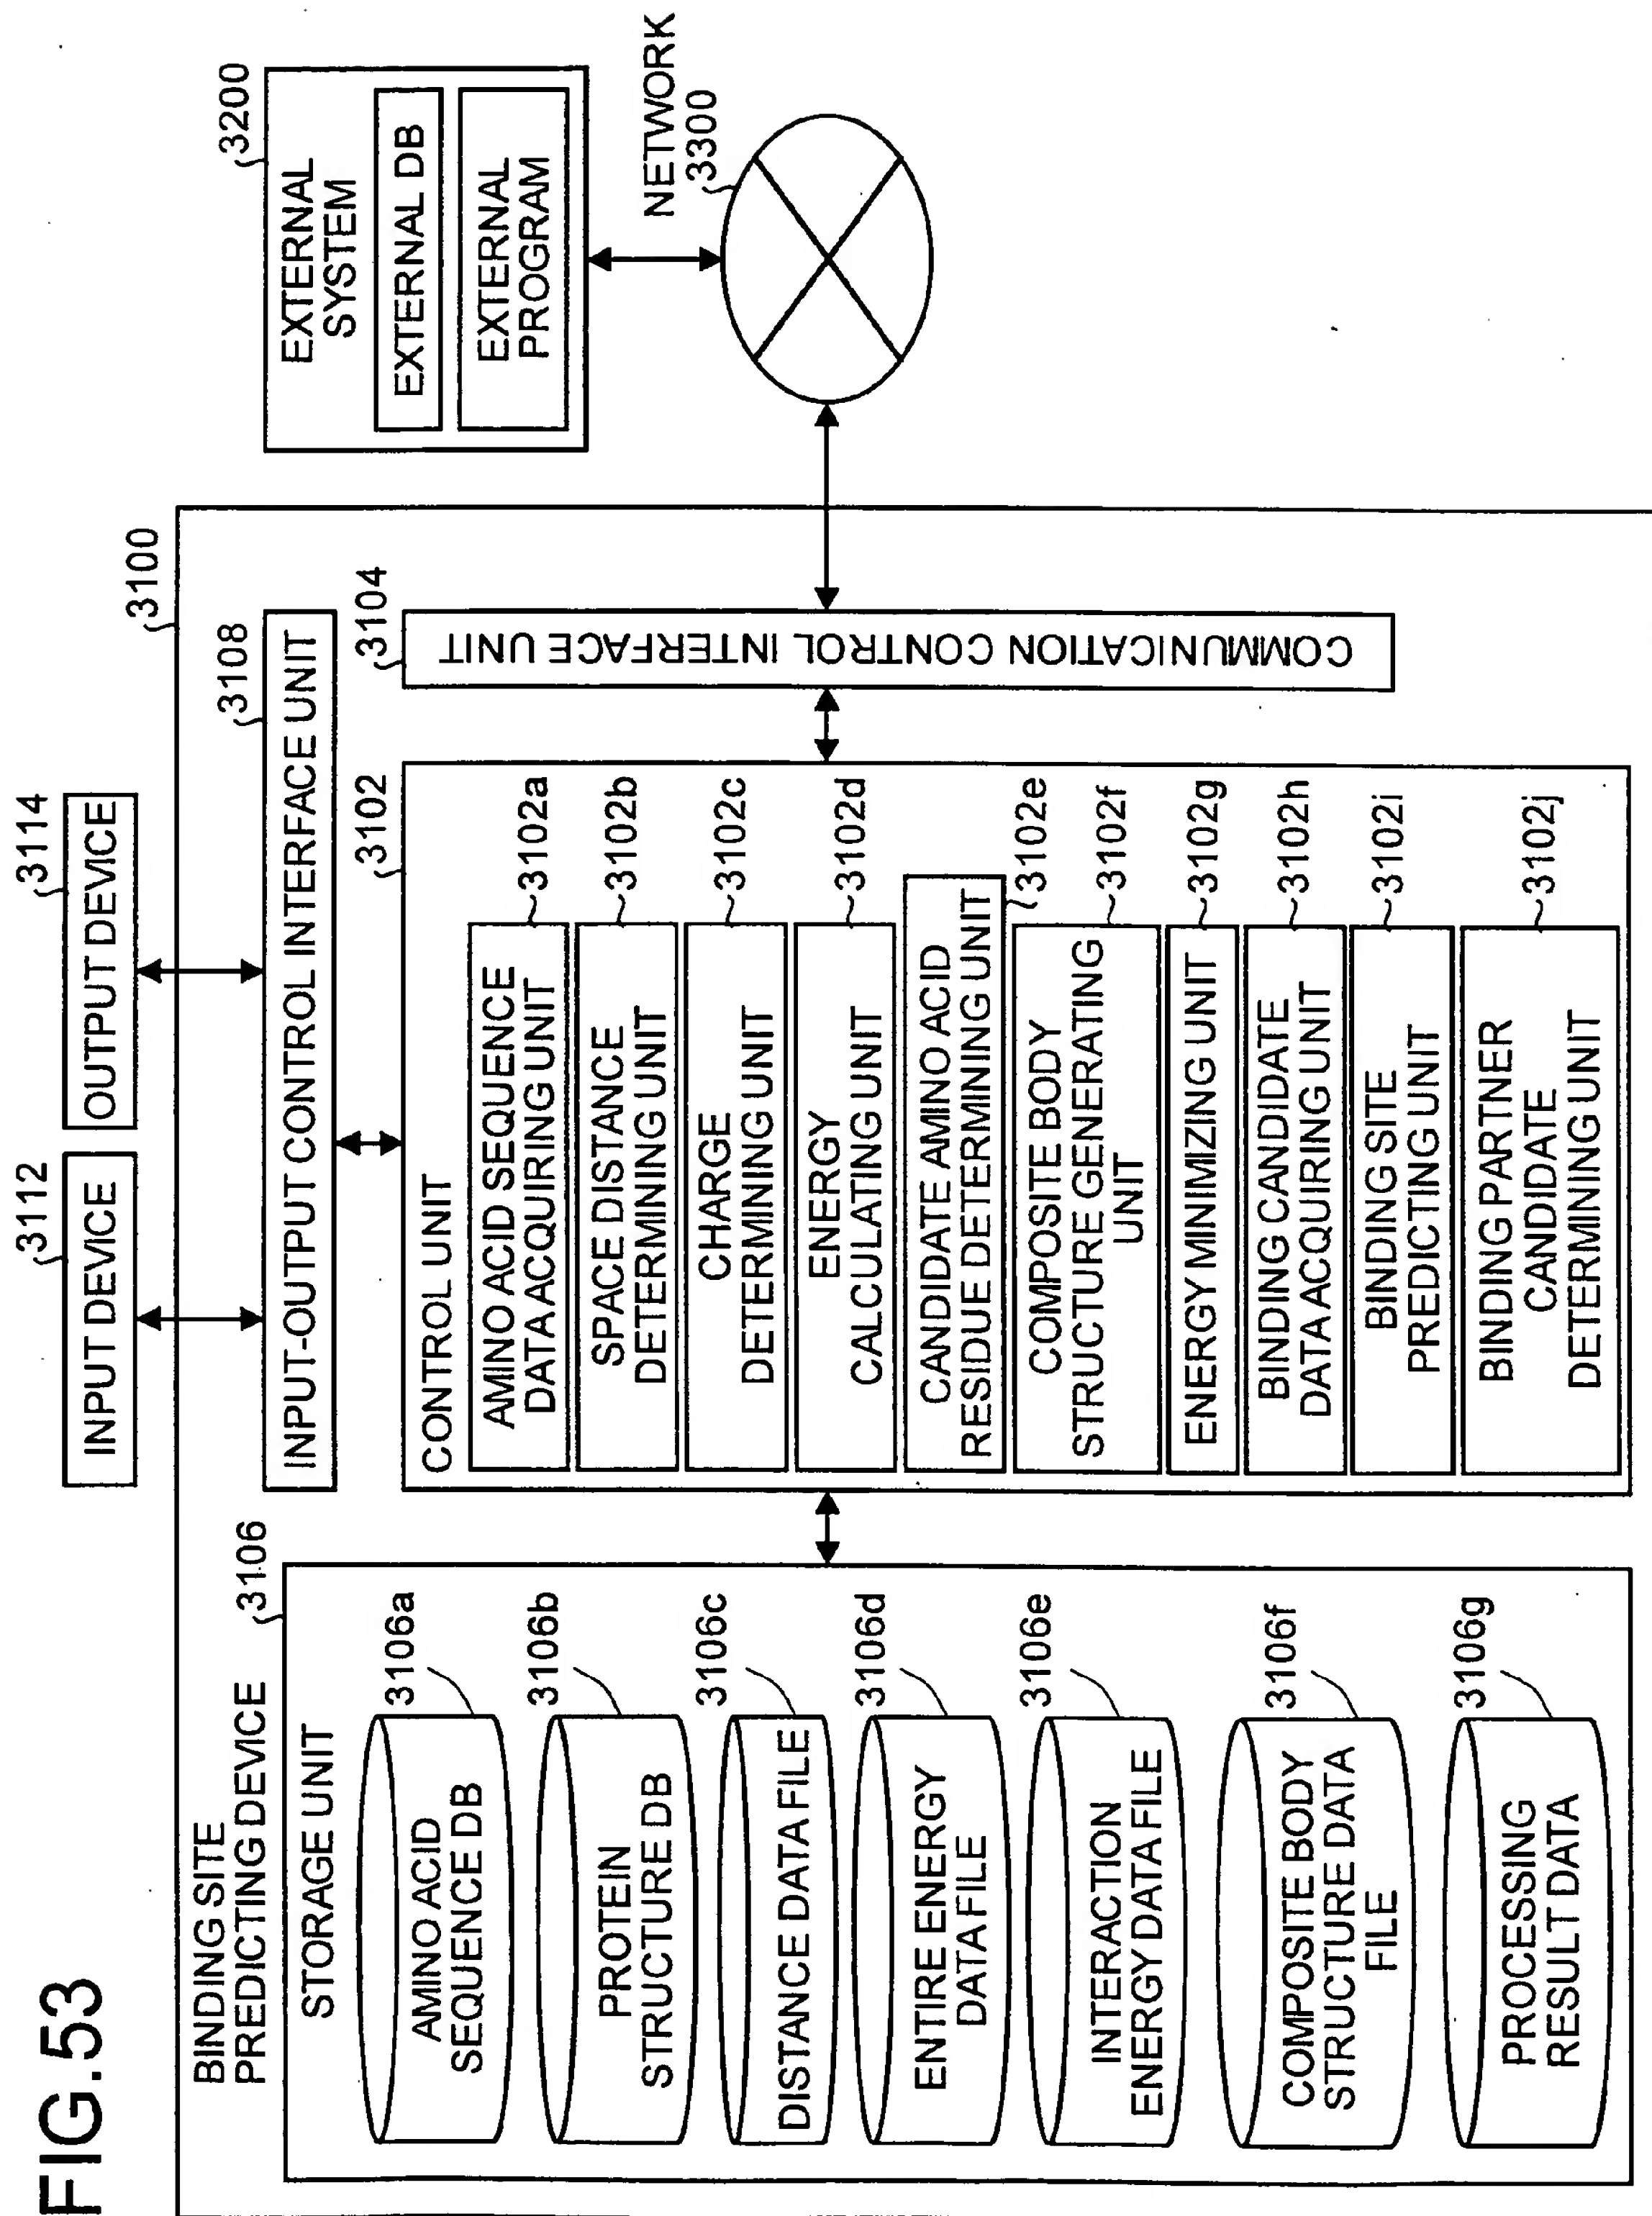 FIG.53
3112
INPUT DEVICE
3114
OUTPUT DEVICE
3100
BINDING SITE
PREDICTING DEVICE
3108
INPUT-OUTPUT CONTROL INTERFACE UNIT
3106
STORAGE UNIT
3106a
AMINO ACID
SEQUENCE DB
3106b
PROTEIN
STRUCTURE DB
3106c
DISTANCE DATA FILE
3106d
ENTIRE ENERGY
DATA FILE
3106e
INTERACTION
ENERGY DATA FILE
3106f
COMPOSITE BODY
STRUCTURE DATA
FILE
3106g
PROCESSING
RESULT DATA
3102
CONTROL UNIT
AMINO ACID SEQUENCE
DATA ACQUIRING UNIT
3102a
SPACE DISTANCE
DETERMINING UNIT
3102b
CHARGE
DETERMINING UNIT
3102c
ENERGY
CALCULATING UNIT
3102d
CANDIDATE AMINO ACID
RESIDUE DETERMINING UNIT
3102e
COMPOSITE BODY
STRUCTURE GENERATING
UNIT
3102f
ENERGY MINIMIZING UNIT
3102g
BINDING CANDIDATE
DATA ACQUIRING UNIT
3102h
BINDING SITE
PREDICTING UNIT
3102i
BINDING PARTNER
CANDIDATE
DETERMINING UNIT
3102j
3104
COMMUNICATION CONTROL INTERFACE UNIT
3200
EXTERNAL
SYSTEM
EXTERNAL DB
EXTERNAL
PROGRAM
NETWORK
3300